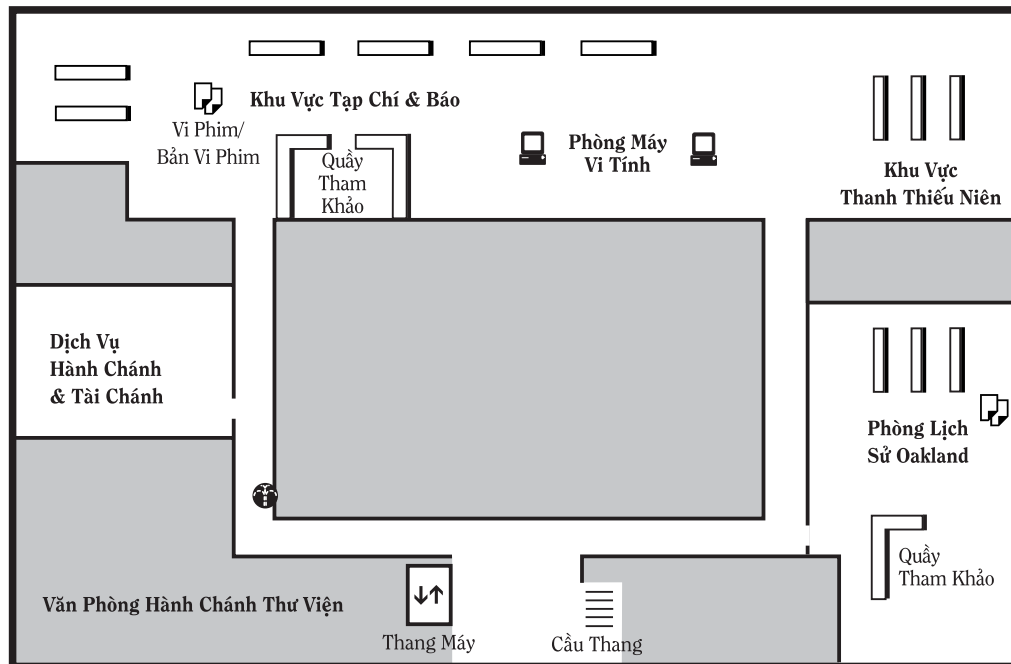 Khu Vực Tạp Chí & Báo
Vi Phim/
Bản Vi Phim
Quầy
Tham
Khảo
Phòng Máy
Vi Tính
Khu Vực
Thanh Thiếu Niên
Dịch Vụ
Hành Chánh
& Tài Chánh
Phòng Lịch
Sử Oakland
Quầy
Tham Khảo
Văn Phòng Hành Chánh Thư Viện
Thang Máy
Cầu Thang